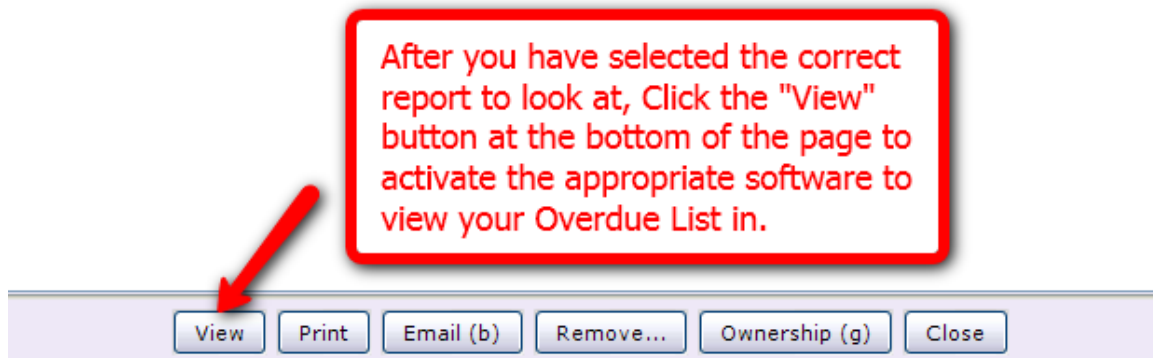 After you have selected the correct
report to look at, Click the "View"
button at the bottom of the page to
activate the appropriate software to
view your Overdue List in.
View Print Email (b) Remove... Ownership (g) Close